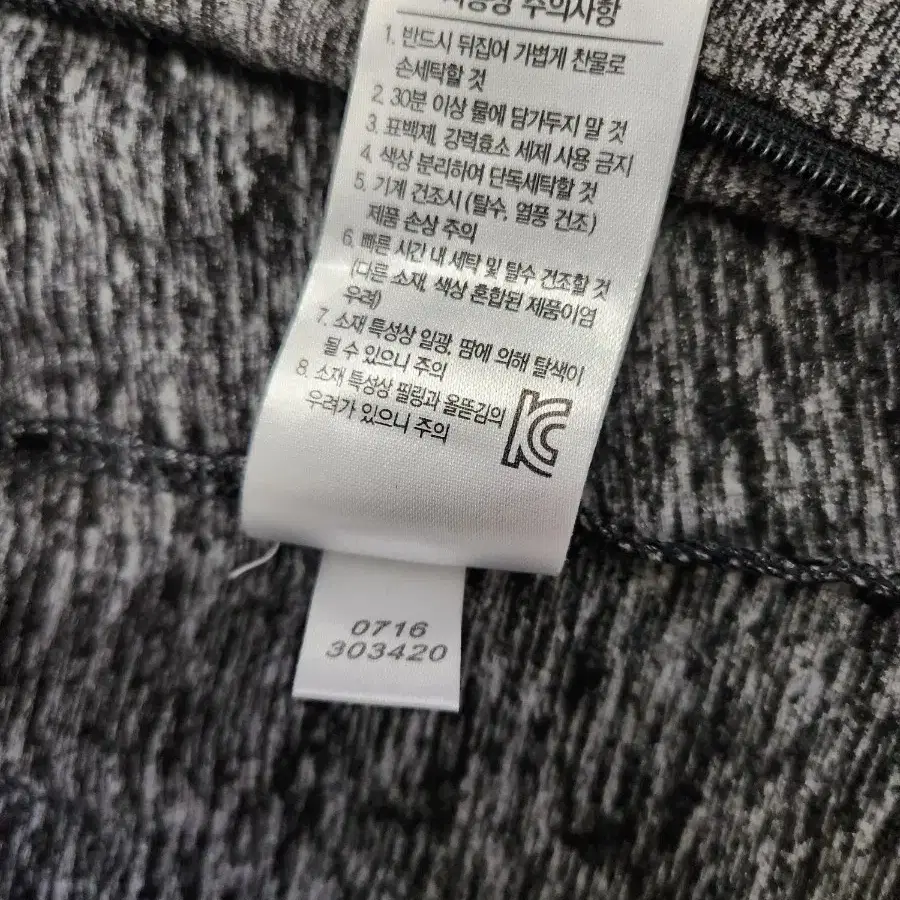 주의사항
1. 반드시 뒤집어 가볍게 찬물로
손세탁할 것
2. 30분 이상 물에 담가두지 말 것
3. 표백제, 강력효소 세제 사용 금지
4. 색상 분리하여 단독세탁할 것
5. 기계 건조시 (탈수, 열풍 건조)
제품 손상 주의
6. 빠른 시간 내 세탁 및 탈수 건조할 것
(다른 소재, 색상 혼합된 제품이염
우려)
7. 소재 특성상 일광, 땀에 의해 탈색이
될 수 있으니 주의
8. 소재 특성상 필링과 올뜯김의
우려가 있으니 주의
KC
0716
303420